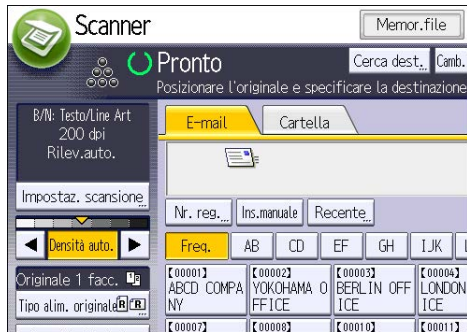 Scanner
Memor.file
Pronto
Cerca dest.
Camb.
Posizionare l'originale e specificare la destinazione
B/N: Testo/Line Art
200 dpi
Rilev.auto.
E-mail
Cartella
Impostaz. scansione
Nr. reg.
Ins.manuale
Recente
Densità auto.
Freq.
AB
CD
EF
GH
IJK
Originale 1 facc.
Tipo alim. originale
【00001】
ABCD COMPA
NY
【00002】
YOKOHAMA O
FFICE
【00003】
BERLIN OFF
ICE
【00004】
LONDON
ICE
【00007】
【00008】
【00010】
【00011】